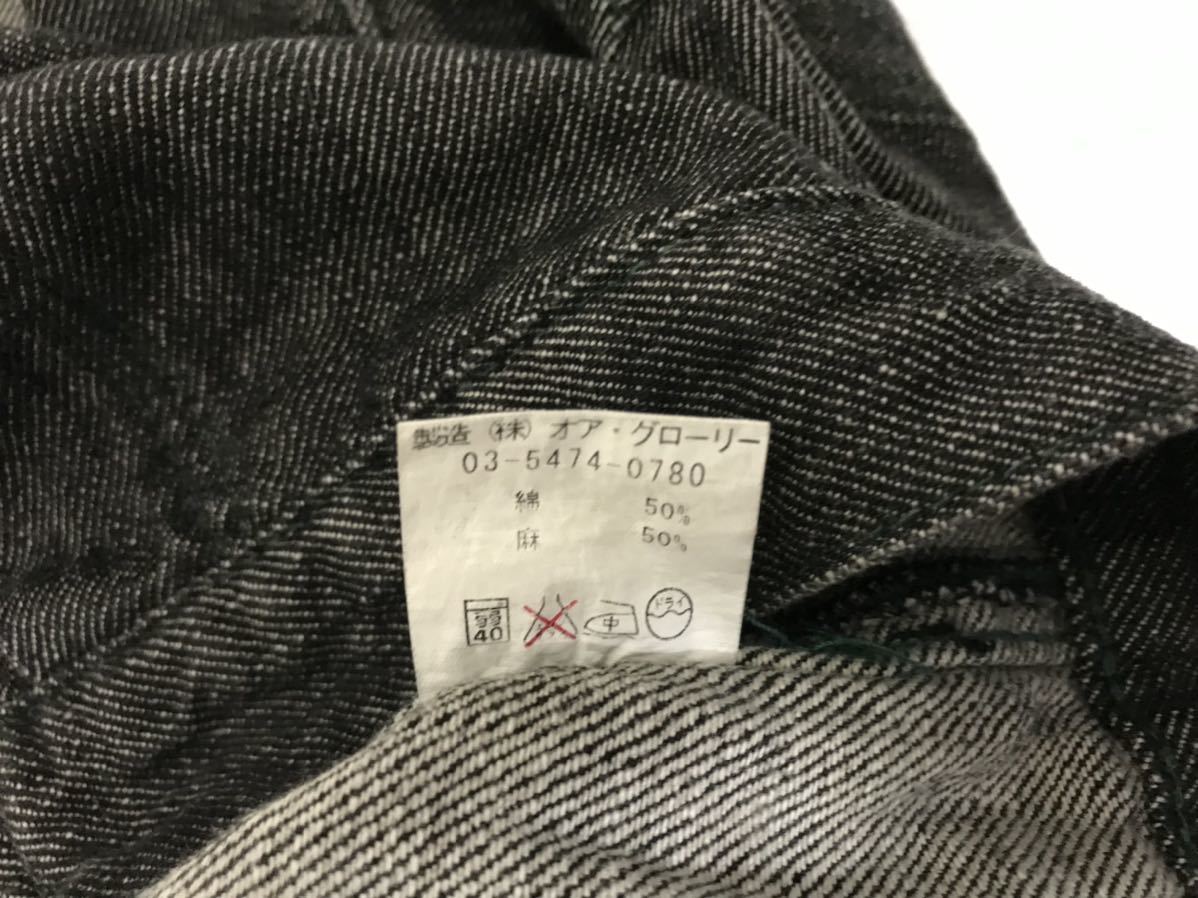 製造 ㈱ オア・グローリー
03-5474-0780
綿 50%
麻 50%
弱 40 中 ドライ